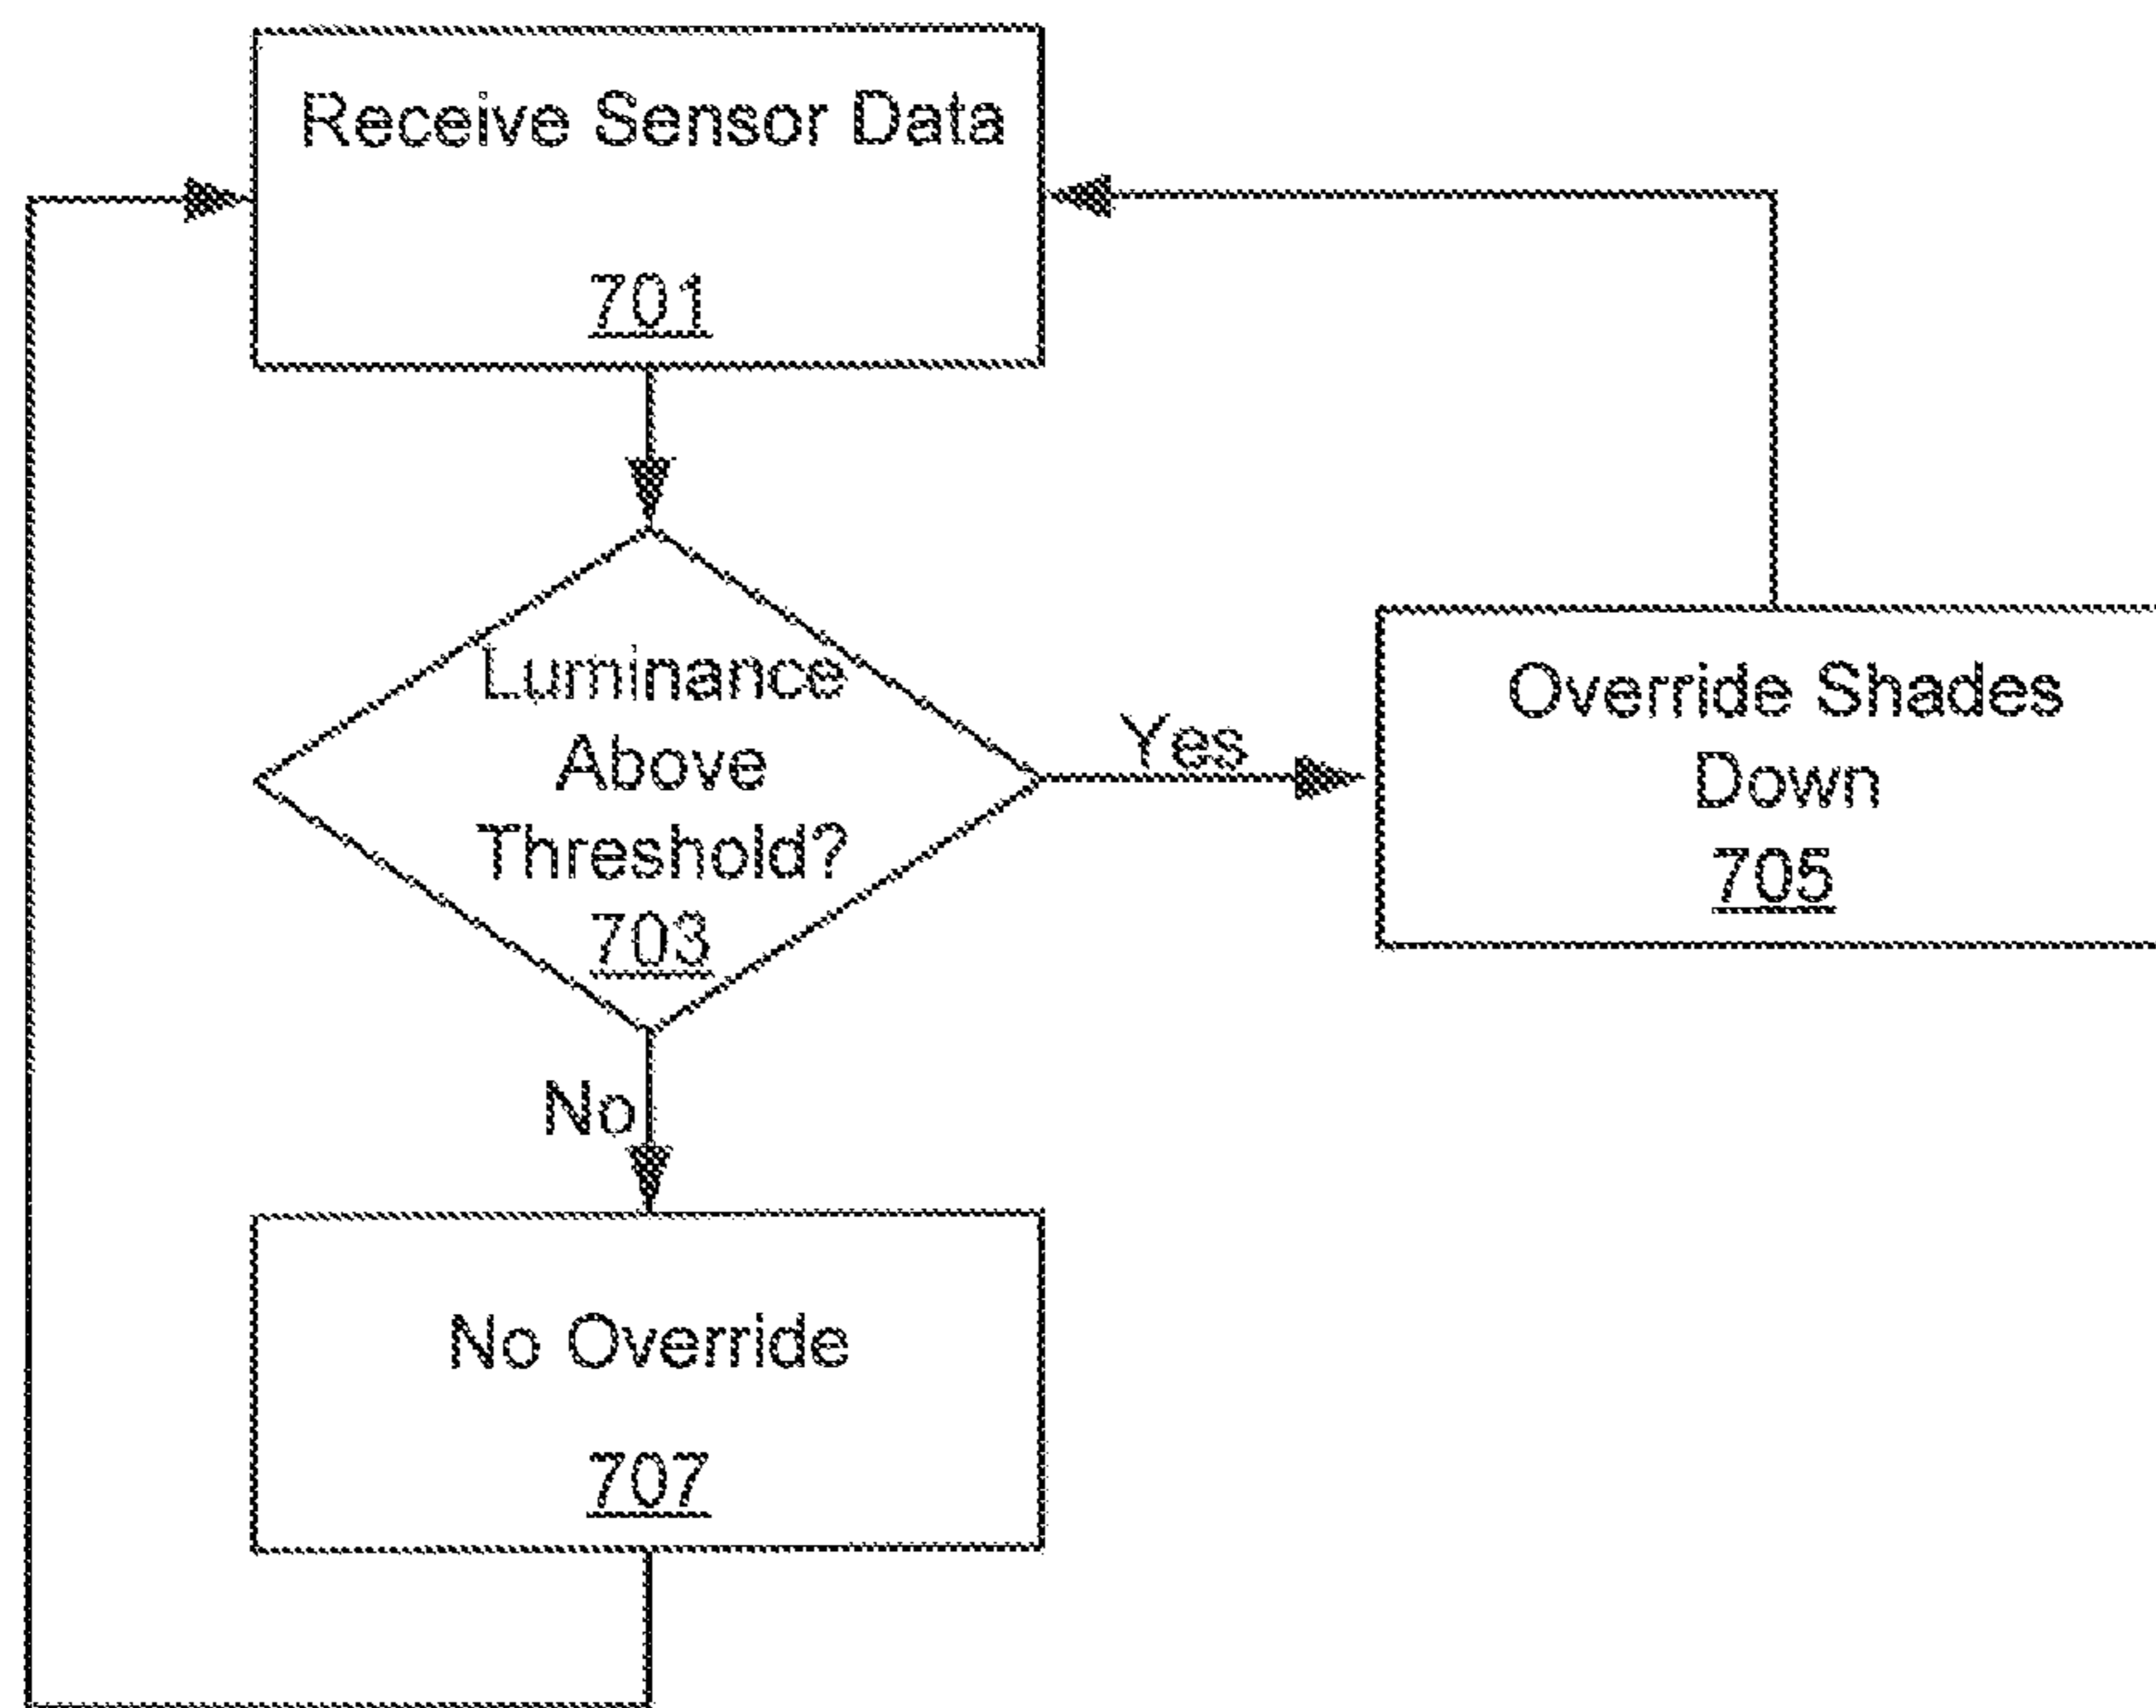 Receive Sensor Data
701
Luminance
Above
Threshold?
703
Yes
Override Shades
Down
705
No
No Override
707